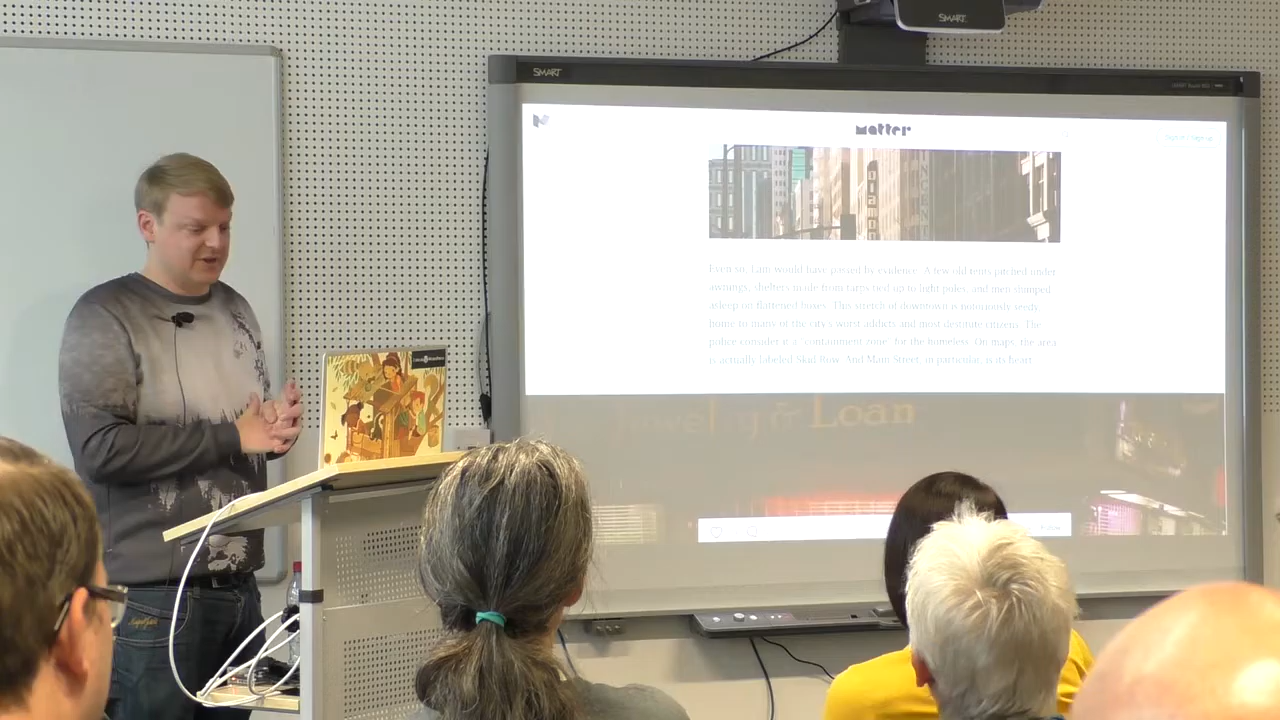 SMART
SMART
matter
Even so, I am would have passed by evidence. A few old tents pitched under
awnings, shelters made from tarps tied up to light poles, and men slumped
asleep on flattened boxes. This stretch of downtown is notoriously seedy,
home to many of the city's worst addicts and most destitute citizens. The
police consider it a "containment zone" for the homeless. On maps, the area
is actually labeled Skid Row. And Main Street, in particular, is its heart.
Jewelry & Loan
Follow